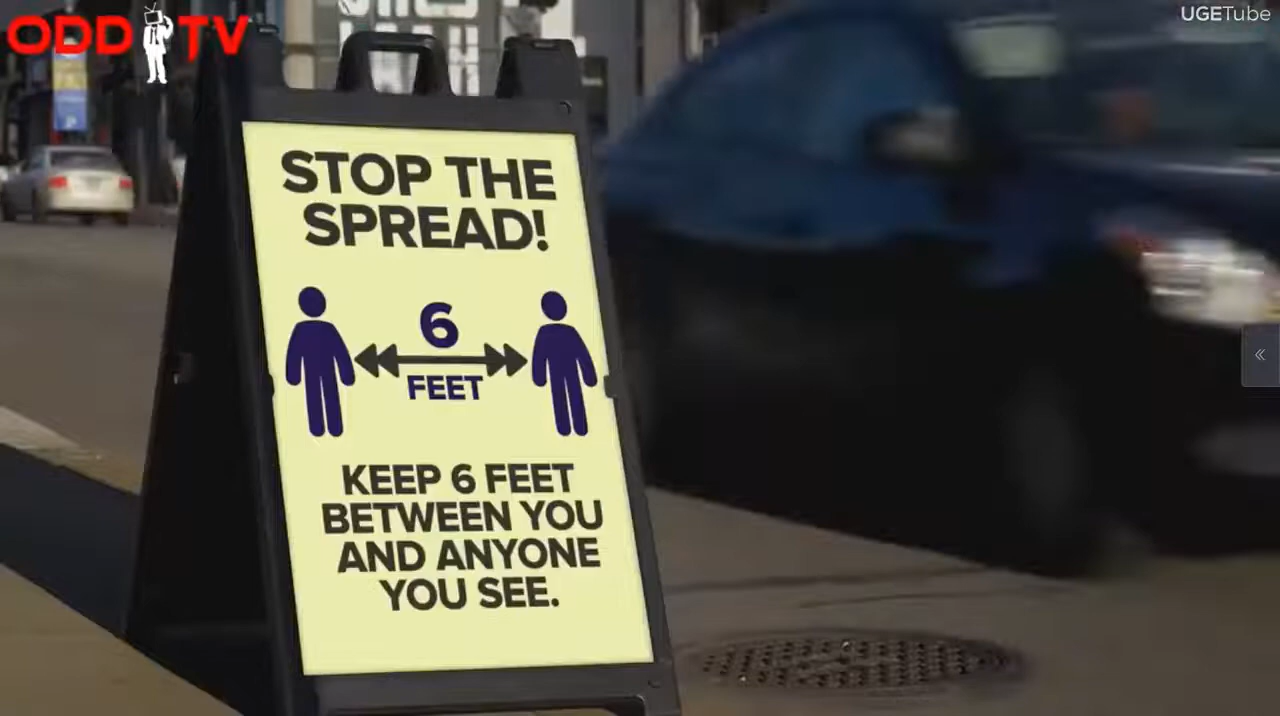 ODD TV
UGETube
STOP THE
SPREAD!
6
FEET
KEEP 6 FEET
BETWEEN YOU
AND ANYONE
YOU SEE.